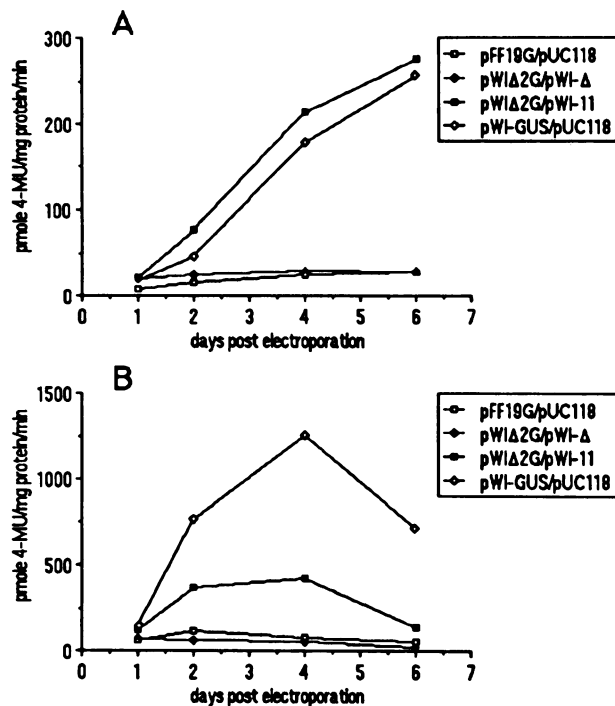 A
300
200
100
0
pmole 4-MU/mg protein/min
0 1 2 3 4 5 6 7
days post electroporation
pFF19G/pUC118
pWIΔ2G/pWI-Δ
pWIΔ2G/pWI-11
pWI-GUS/pUC118
B
1500
1000
500
0
pmole 4-MU/mg protein/min
0 1 2 3 4 5 6 7
days post electroporation
pFF19G/pUC118
pWIΔ2G/pWI-Δ
pWIΔ2G/pWI-11
pWI-GUS/pUC118